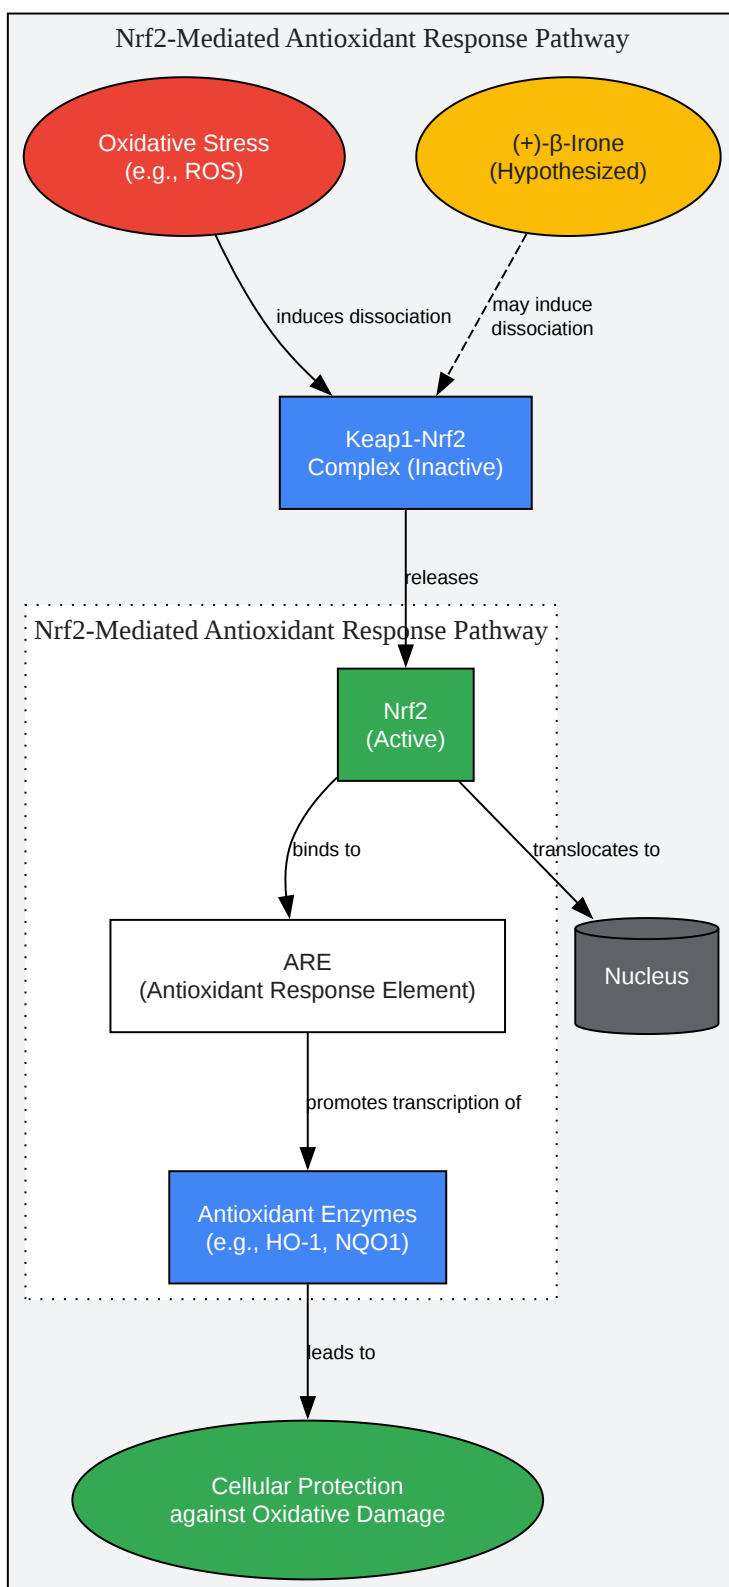 Nrf2-Mediated Antioxidant Response Pathway
Oxidative Stress
(e.g., ROS)
(+)-β-Irone
(Hypothesized)
induces dissociation
may induce
dissociation
Keap1-Nrf2
Complex (Inactive)
releases
Nrf2-Mediated Antioxidant Response Pathway
Nrf2
(Active)
binds to
translocates to
ARE
(Antioxidant Response Element)
Nucleus
promotes transcription of
Antioxidant Enzymes
(e.g., HO-1, NQO1)
leads to
Cellular Protection
against Oxidative Damage